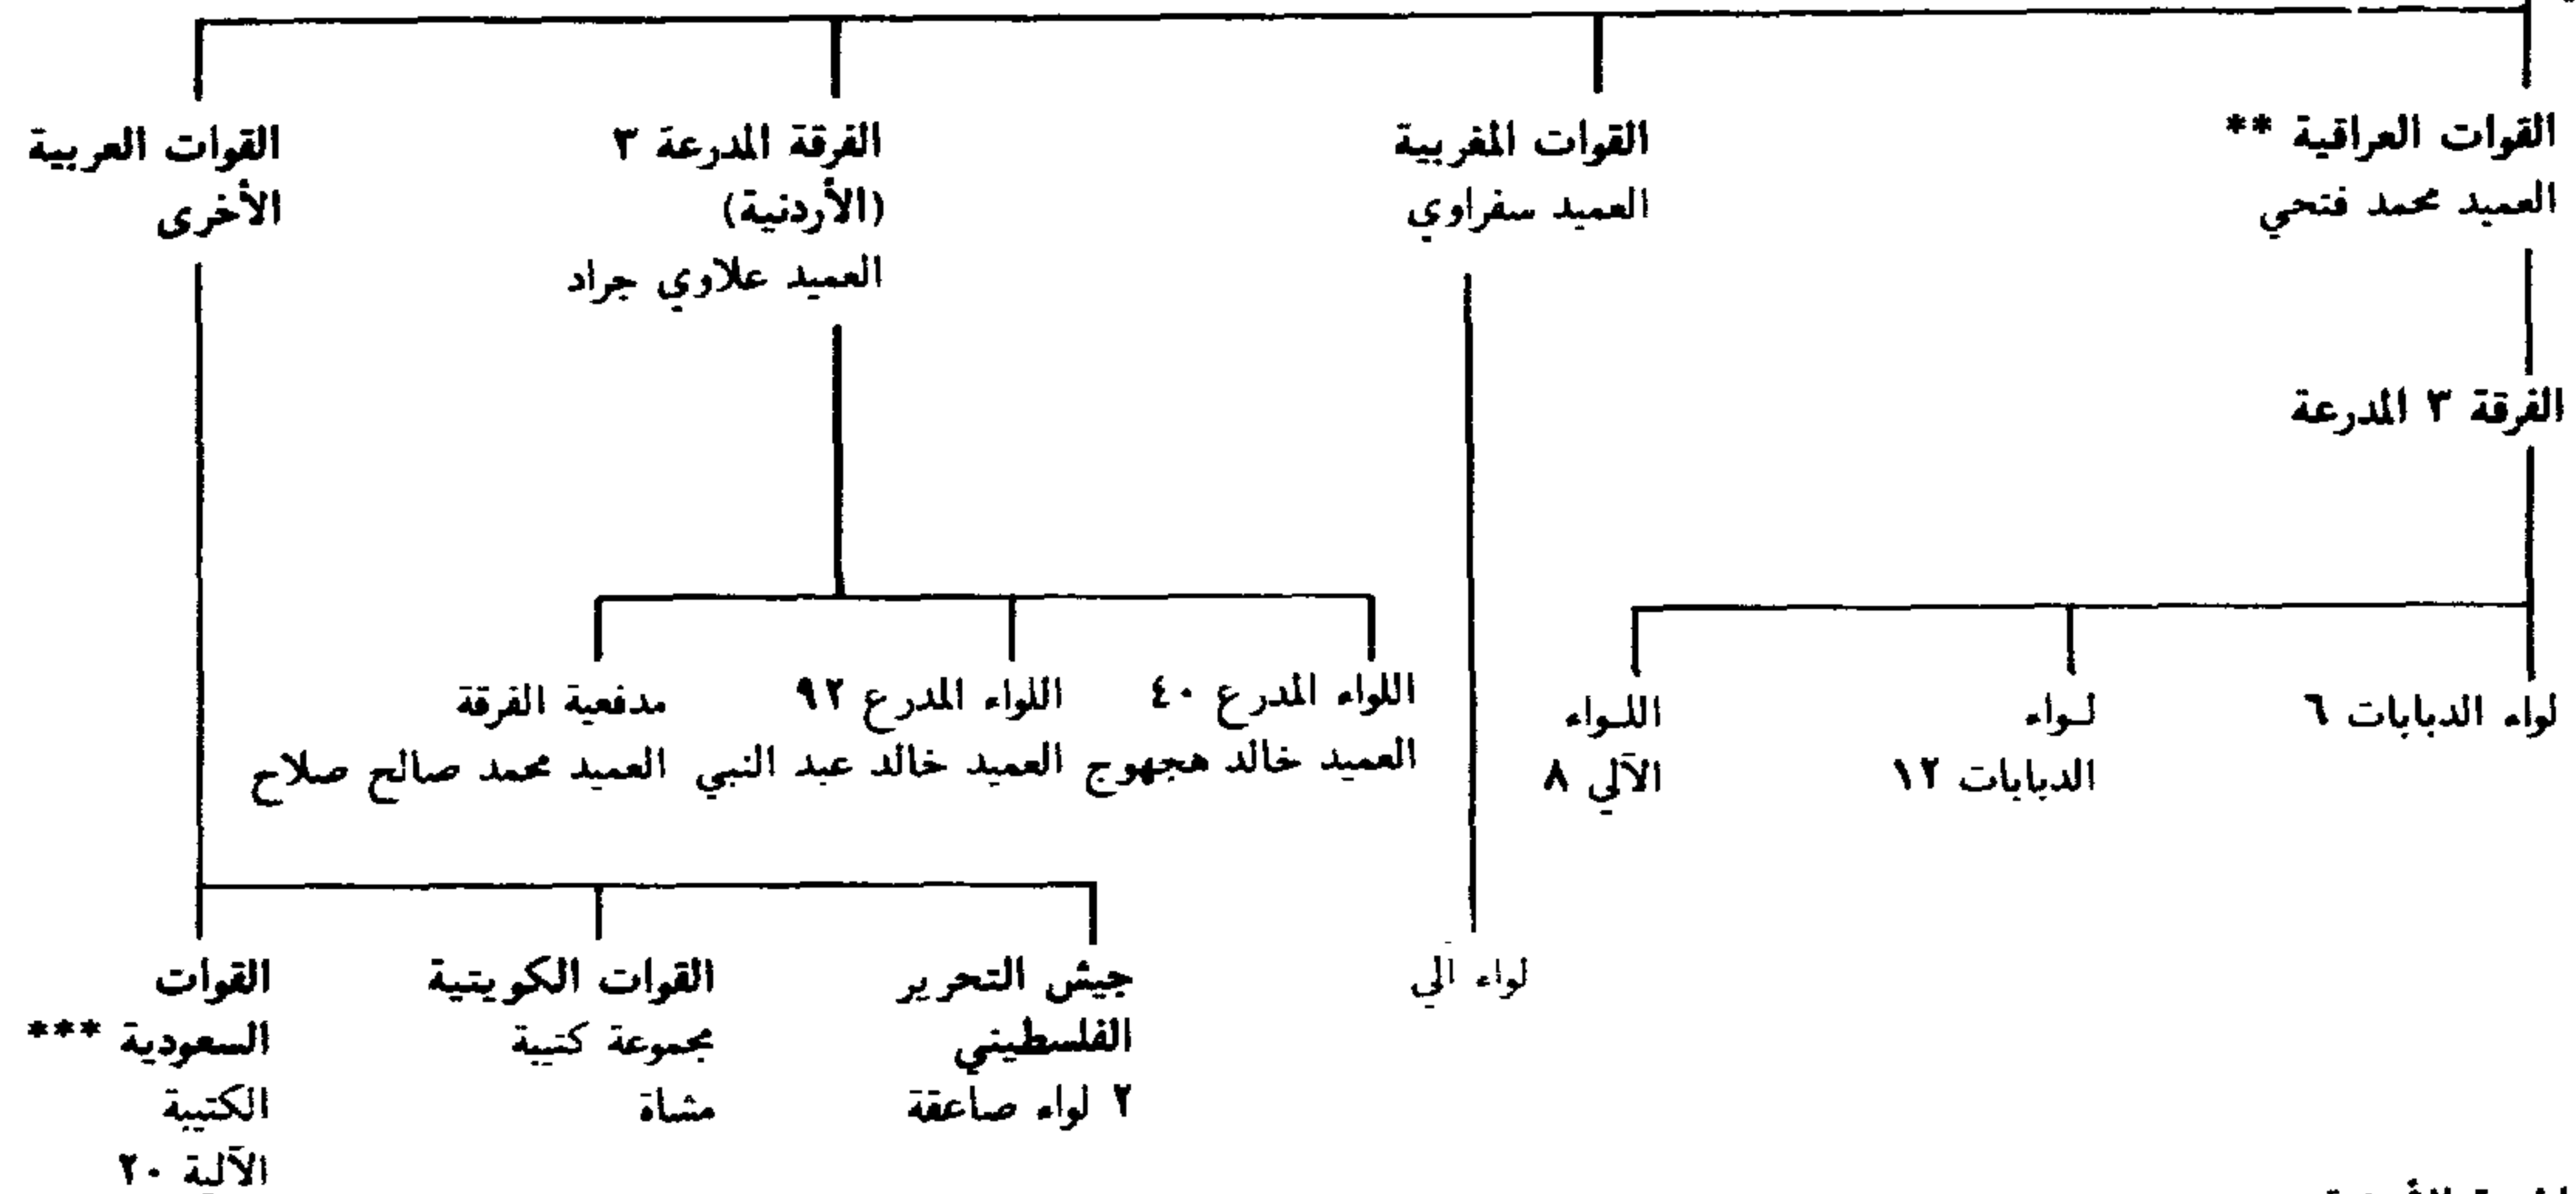 القوات العراقية **
العميد محمد فتحي
القوات المغربية
العميد سفراوي
الفرقة المدرعة ٣
(الأردنية)
العميد علاوي جراد
القوات العربية
الأخرى
الفرقة ٣ المدرعة
لواء الدبابات ٦
لـواء
الدبابات ١٢
اللـواء
الآلي ٨
اللواء المدرع ٤٠
العميد خالد هجهوج
اللواء المدرع ٩٢
العميد خالد عبد النبي
مدفعية الفرقة
العميد محمد صالح صلاح
لواء آلي
جيش التحرير
الفلسطيني
٢ لواء صاعقة
القوات الكويتية
مجموعة كتيبة
مشاة
القوات
السعودية ***
الكتيبة
الآلية ٢٠